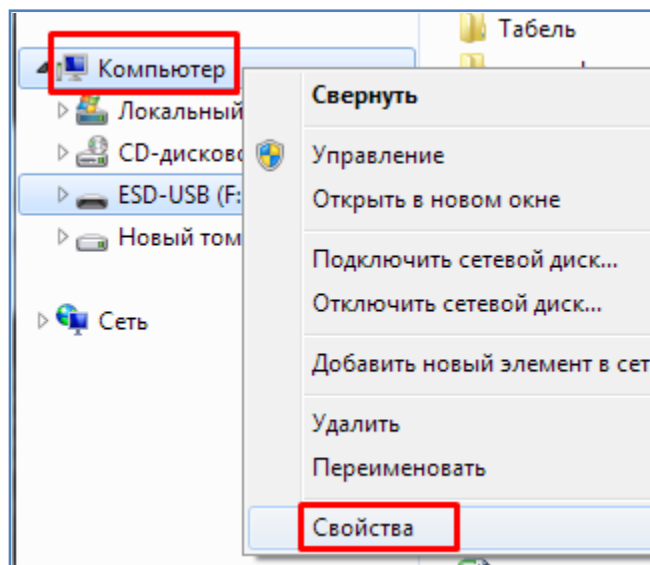 Табель
Компьютер
Свернуть
Локальный
CD-дисково
Управление
ESD-USB (F:
Открыть в новом окне
Новый том
Подключить сетевой диск...
Отключить сетевой диск...
Сеть
Добавить новый элемент в сет
Удалить
Переименовать
Свойства